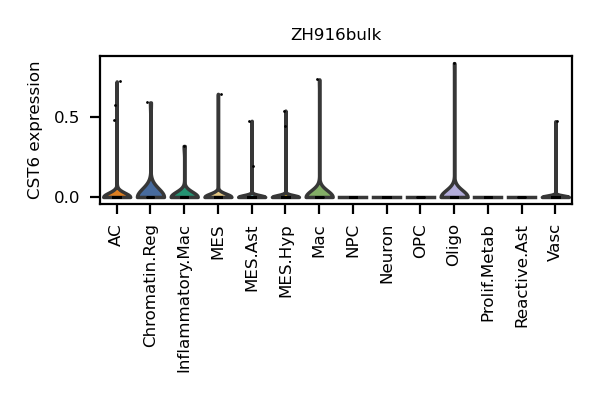 ZH916bulk
CST6 expression
0.5
0.0
AC
Chromatin.Reg
Inflammatory.Mac
MES
MES.Ast
MES.Hyp
Mac
NPC
Neuron
OPC
Oligo
Prolif.Metab
Reactive.Ast
Vasc